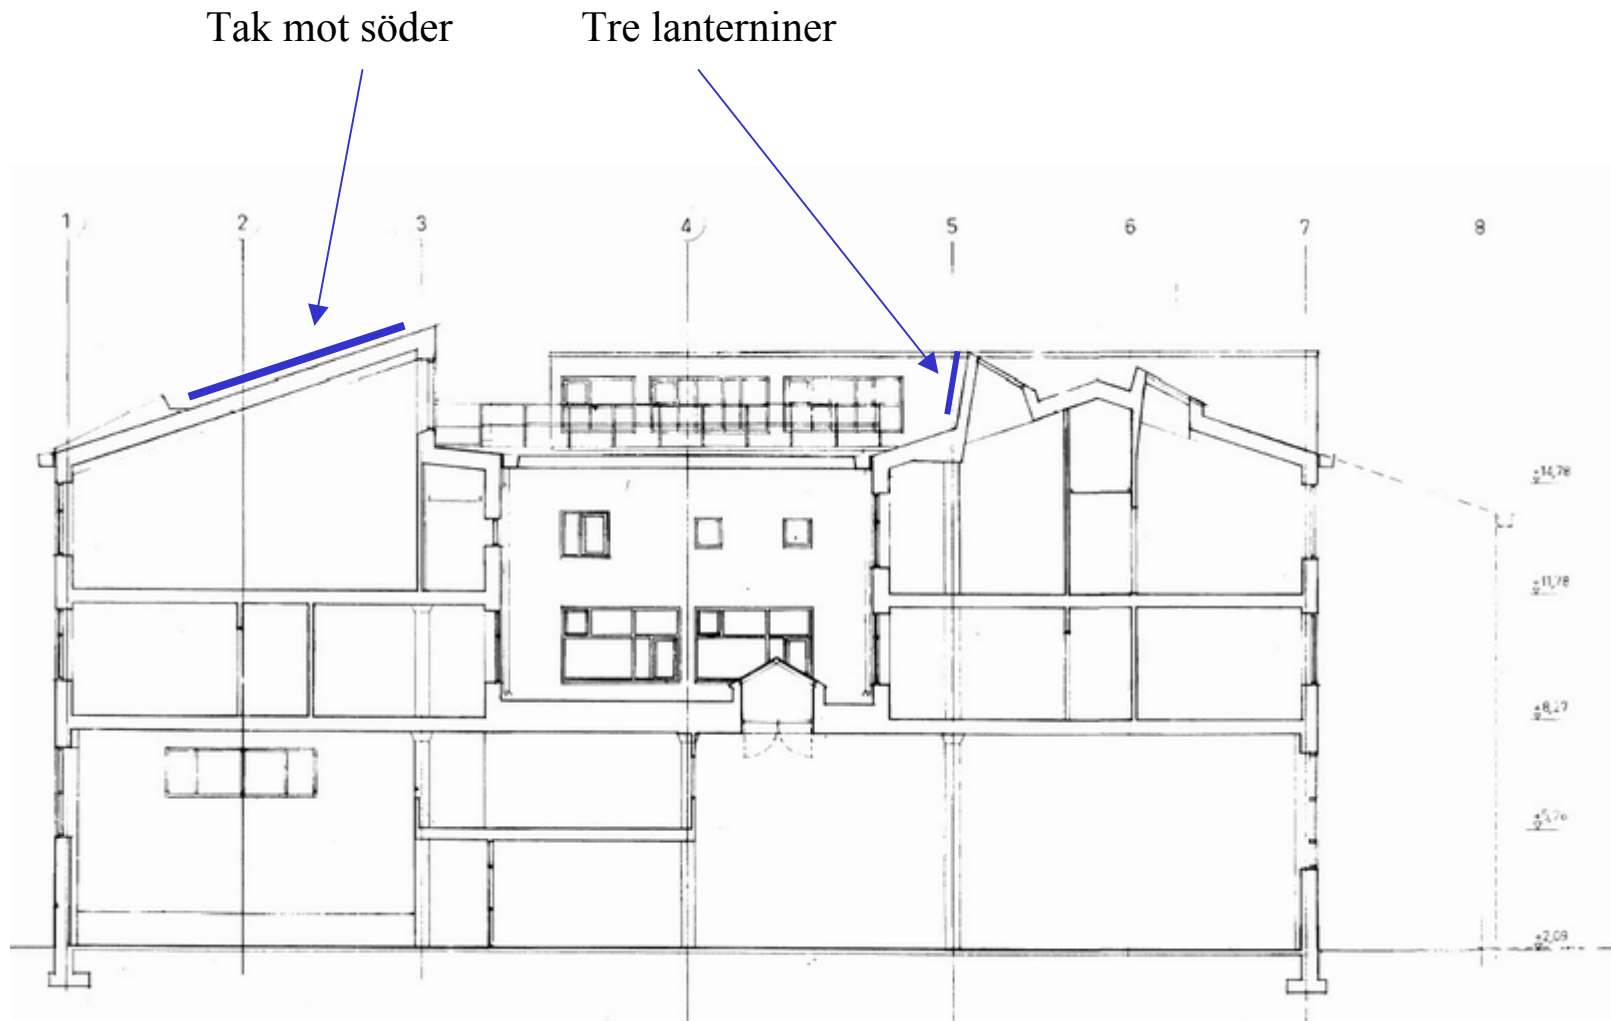 Tak mot söder Tre lanterniner
1 2 3 4 5 6 7 8
+14,78
+11,78
+8,27
+2,09